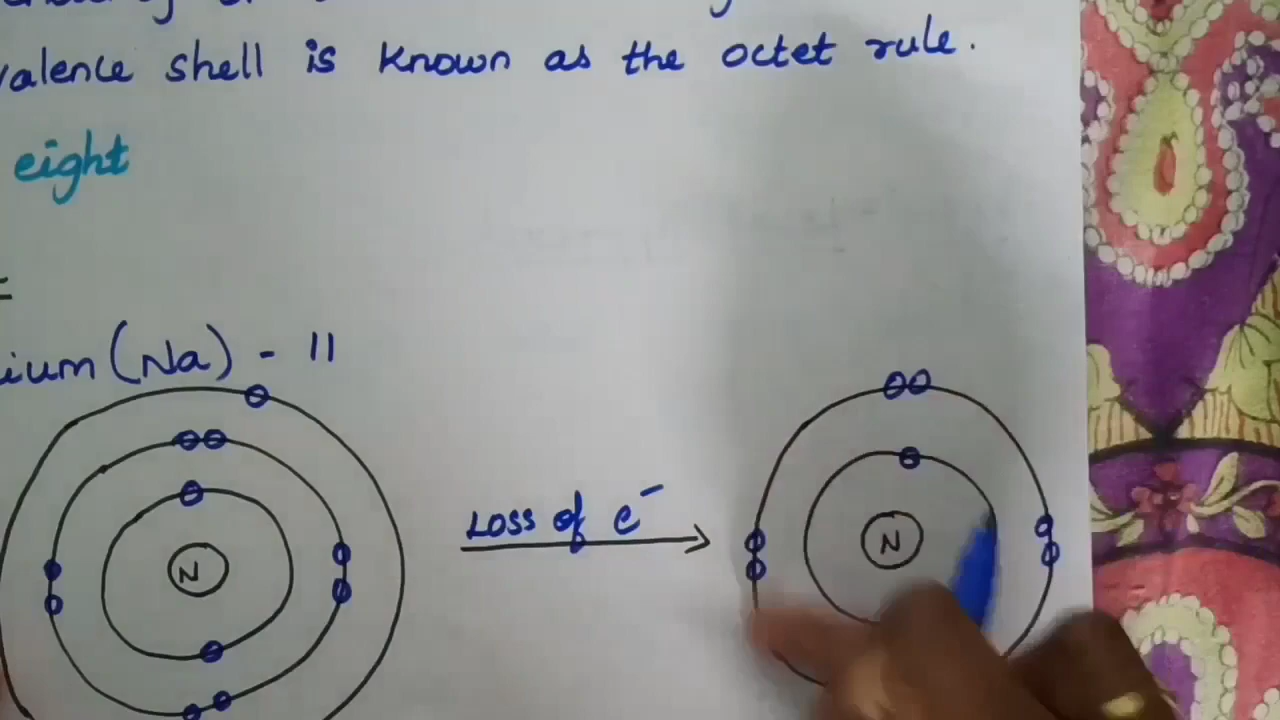 valence shell is known as the octet rule.
eight
ium (Na) - 11
Loss of e⁻
N
N